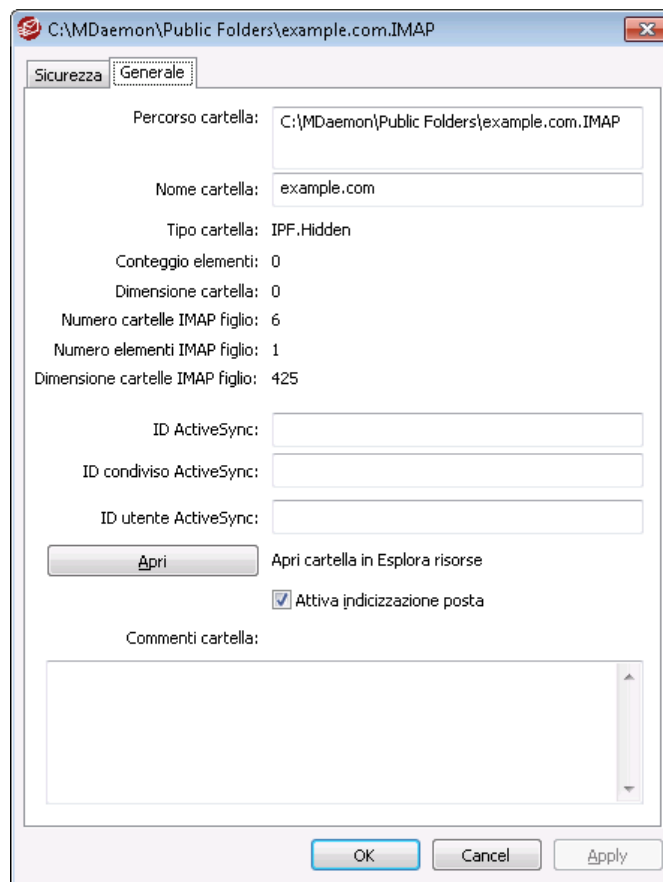 C:\MDaemon\Public Folders\example.com.IMAP
Sicurezza Generale
Percorso cartella: C:\MDaemon\Public Folders\example.com.IMAP
Nome cartella: example.com
Tipo cartella: IPF.Hidden
Conteggio elementi: 0
Dimensione cartella: 0
Numero cartelle IMAP figlio: 6
Numero elementi IMAP figlio: 1
Dimensione cartelle IMAP figlio: 425
ID ActiveSync:
ID condiviso ActiveSync:
ID utente ActiveSync:
Apri Apri cartella in Esplora risorse
Attiva indicizzazione posta
Commenti cartella:
OK Cancel Apply